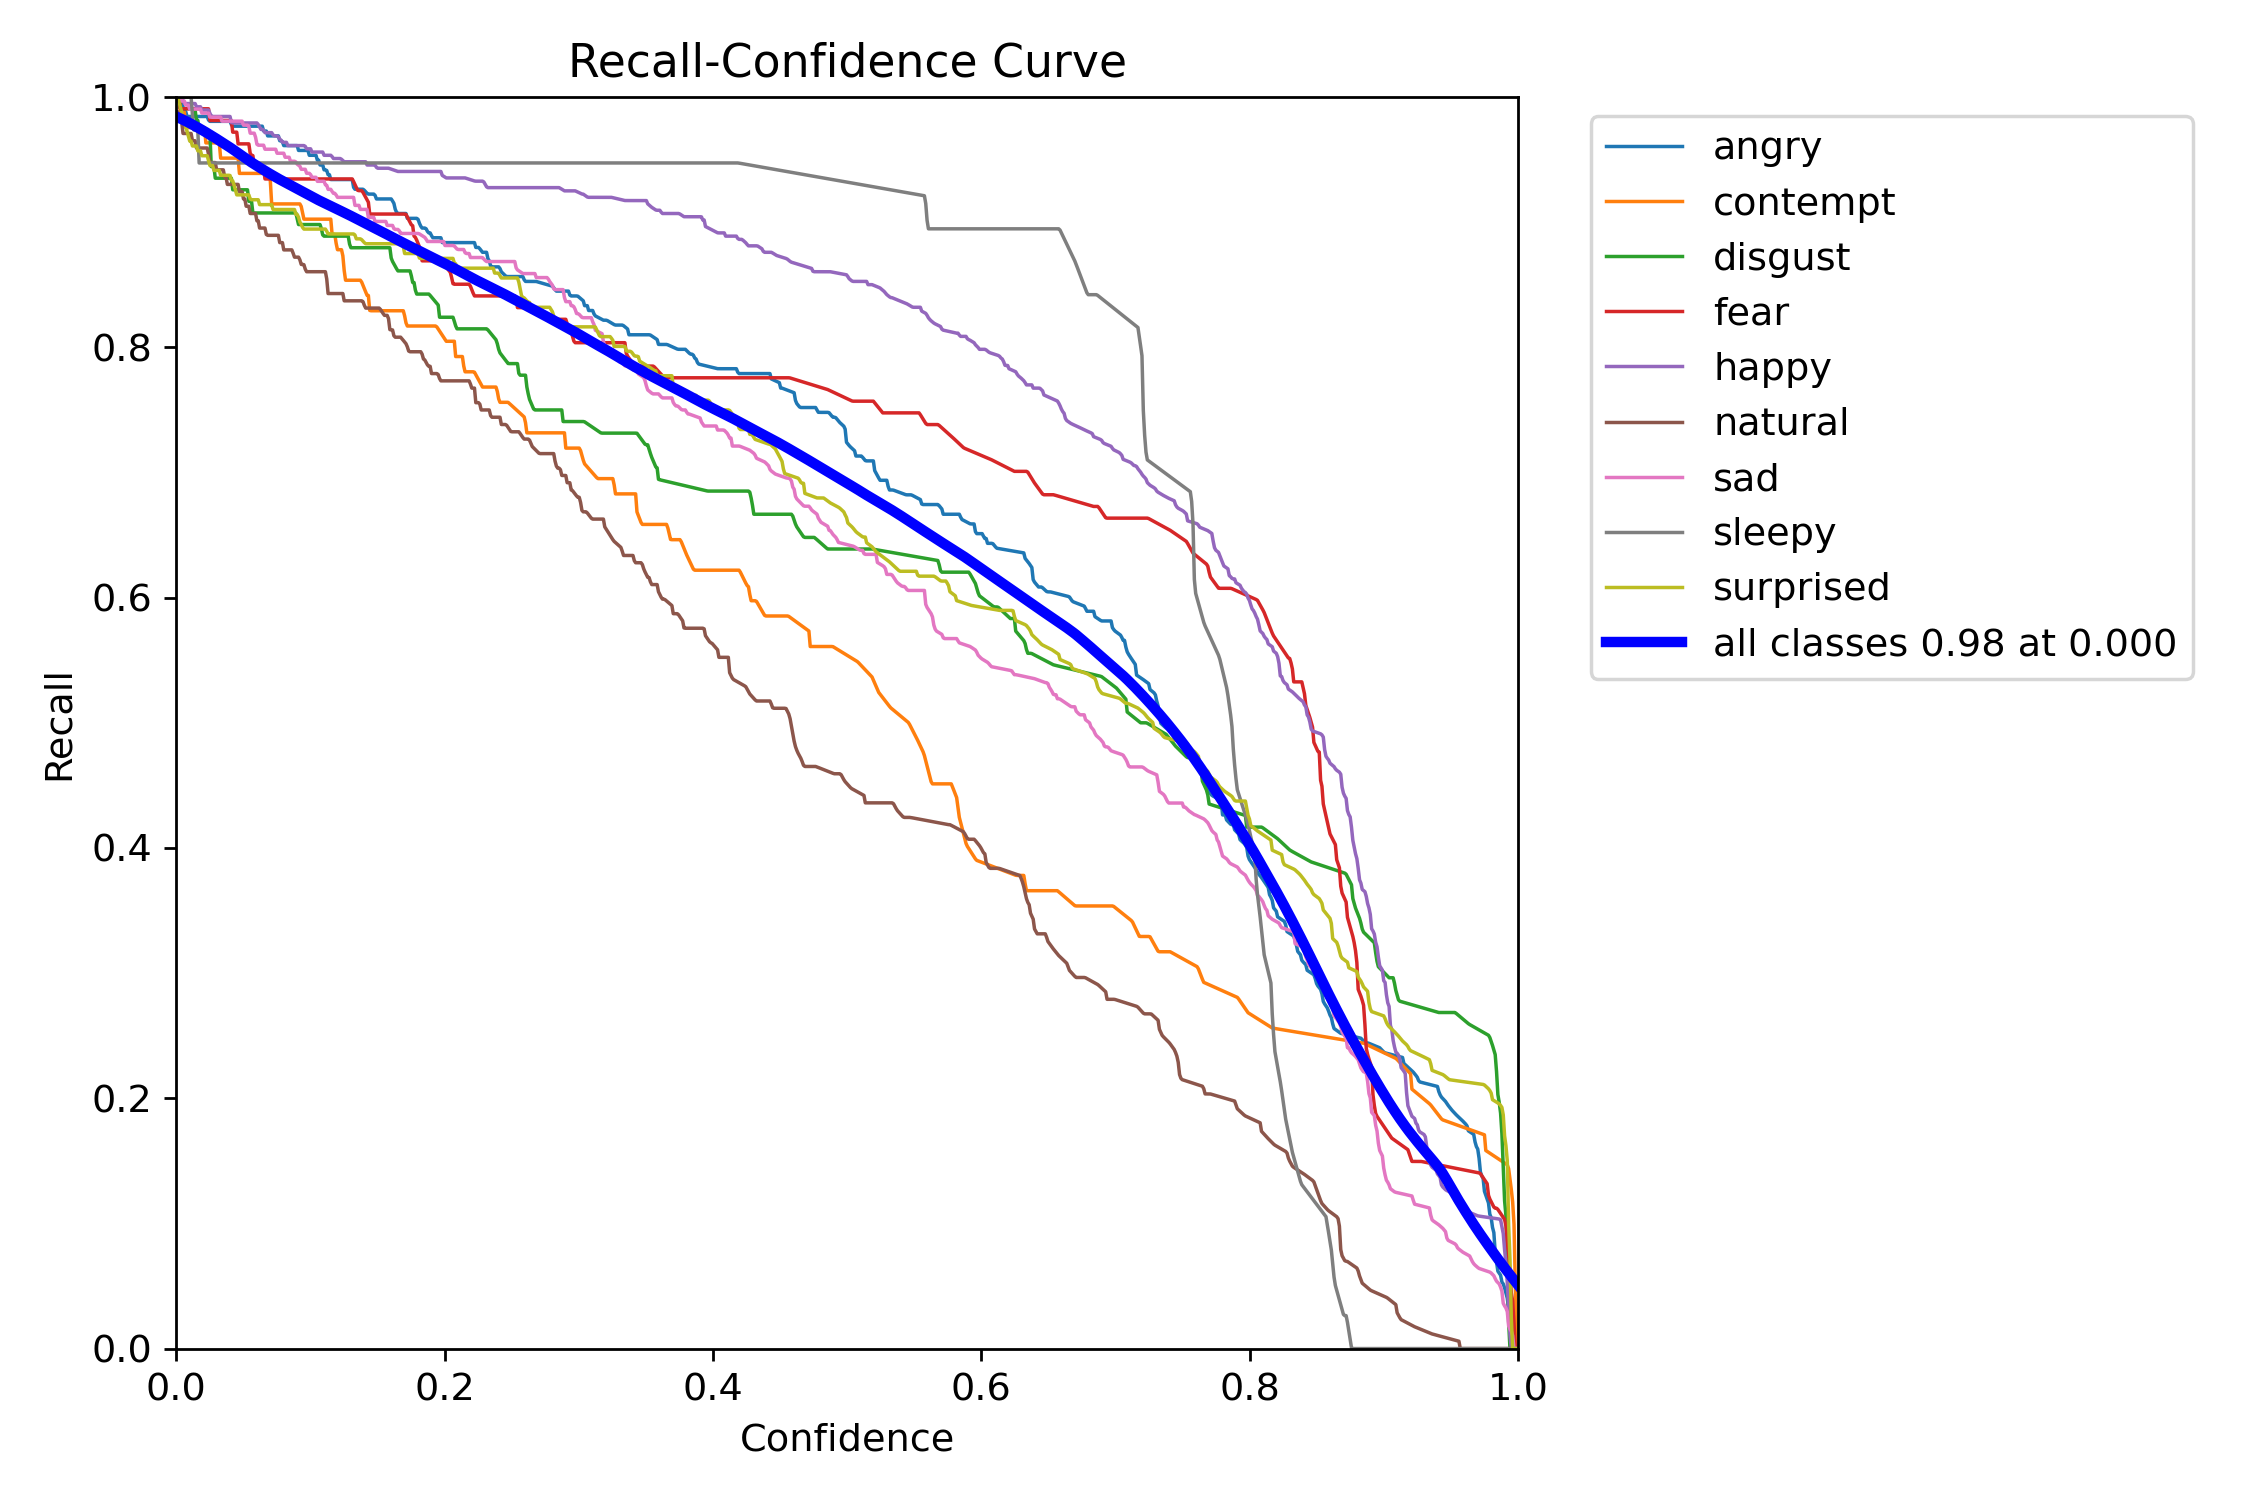 Recall-Confidence Curve
1.0
0.8
0.6
0.4
0.2
0.0
Recall
0.0
0.2
0.4
0.6
0.8
1.0
Confidence
angry
contempt
disgust
fear
happy
natural
sad
sleepy
surprised
all classes 0.98 at 0.000